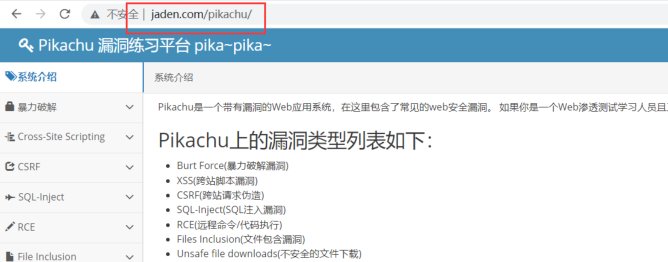 不安全 | jaden.com/pikachu/
Pikachu 漏洞练习平台 pika~pika~
系统介绍
系统介绍
暴力破解
Cross-Site Scripting
CSRF
SQL-Inject
RCE
File Inclusion
Pikachu是一个带有漏洞的Web应用系统，在这里包含了常见的web安全漏洞。 如果你是一个Web渗透测试学习人员且
Pikachu上的漏洞类型列表如下：
Burt Force(暴力破解漏洞)
XSS(跨站脚本漏洞)
CSRF(跨站请求伪造)
SQL-Inject(SQL注入漏洞)
RCE(远程命令/代码执行)
Files Inclusion(文件包含漏洞)
Unsafe file downloads(不安全的文件下载)